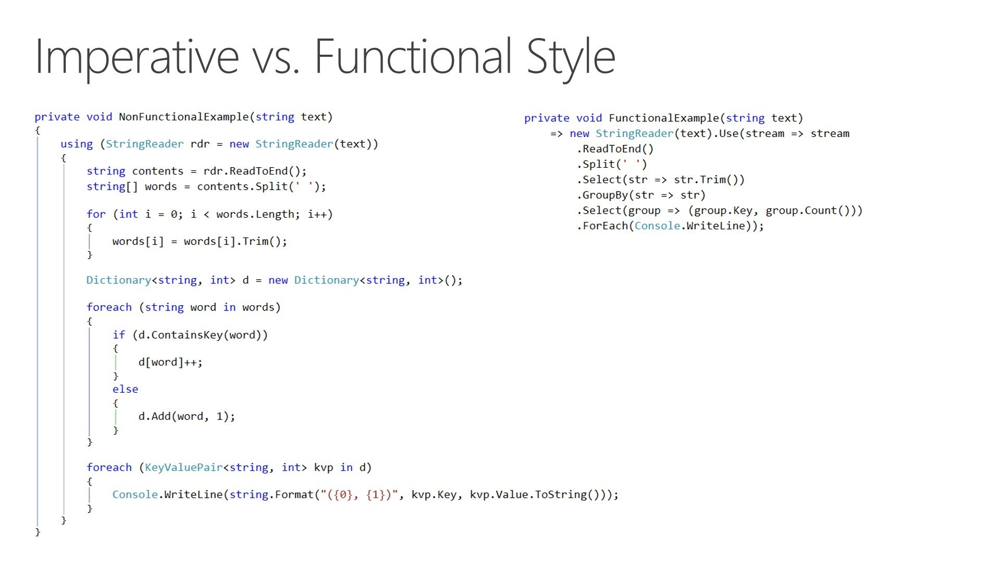 Imperative vs. Functional Style
private void NonFunctionalExample(string text)
{
    using (StringReader rdr = new StringReader(text))
    {
        string contents = rdr.ReadToEnd();
        string[] words = contents.Split(' ');
        for (int i = 0; i < words.Length; i++)
        {
            words[i] = words[i].Trim();
        }
        Dictionary<string, int> d = new Dictionary<string, int>();
        foreach (string word in words)
        {
            if (d.ContainsKey(word))
            {
                d[word]++;
            }
            else
            {
                d.Add(word, 1);
            }
        }
        foreach (KeyValuePair<string, int> kvp in d)
        {
            Console.WriteLine(string.Format("({0}, {1})", kvp.Key, kvp.Value.ToString()));
        }
    }
}
private void FunctionalExample(string text)
    => new StringReader(text).Use(stream => stream
        .ReadToEnd()
        .Split(' ')
        .Select(str => str.Trim())
        .GroupBy(str => str)
        .Select(group => (group.Key, group.Count()))
        .ForEach(Console.WriteLine));